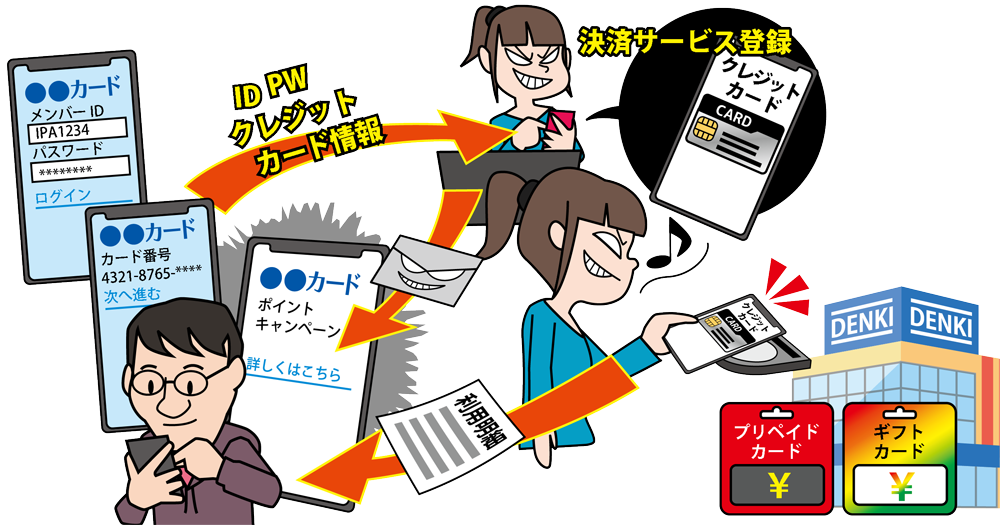 ●●カード
メンバーID
IPA1234
パスワード
********
ログイン
●●カード
カード番号
4321-8765-****
次へ進む
●●カード
ポイント
キャンペーン
詳しくはこちら
ID PW
クレジット
カード情報
決済サービス登録
クレジット
カード
CARD
クレジット
カード
CARD
利用明細
DENKI
DENKI
プリペイド
カード
¥
ギフト
カード
¥